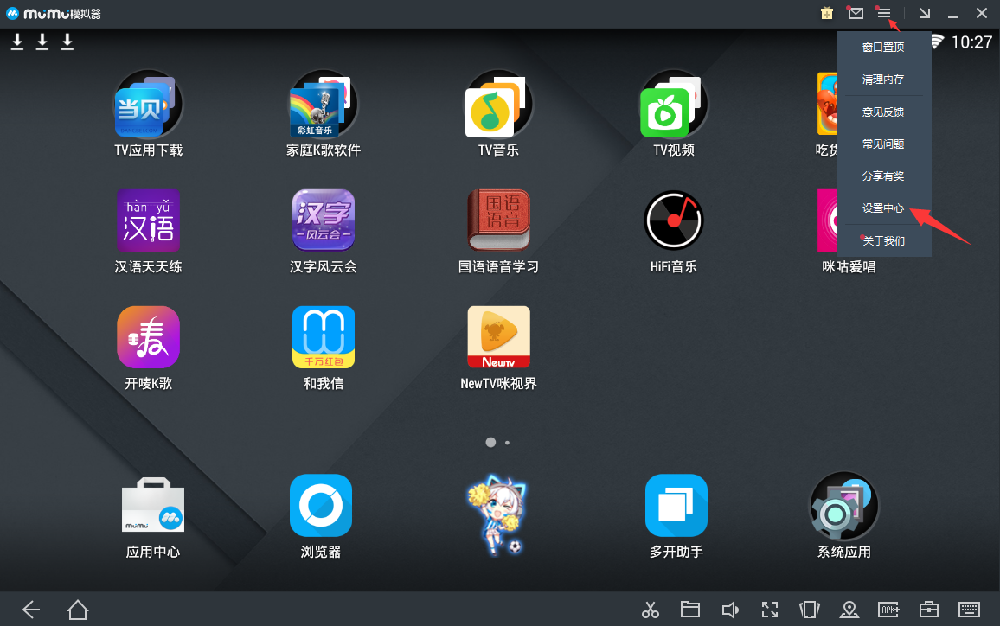 mumu模拟器
10:27
窗口置顶
清理内存
意见反馈
常见问题
分享有奖
设置中心
关于我们
当贝
彩虹音乐
TV应用下载
家庭K歌软件
TV音乐
TV视频
吃货
hàn yǔ
汉语
汉字
风云会
国语
语音
汉语天天练
汉字风云会
国语语音学习
HiFi音乐
咪咕爱唱
唛
千万红包
NewTV
开唛K歌
和我信
NewTV咪视界
mumu
应用中心
浏览器
多开助手
系统应用
APK+